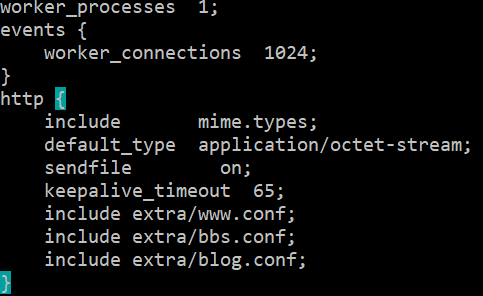 worker_processes  1;
events {
    worker_connections  1024;
}
http {
    include       mime.types;
    default_type  application/octet-stream;
    sendfile        on;
    keepalive_timeout  65;
    include extra/www.conf;
    include extra/bbs.conf;
    include extra/blog.conf;
}